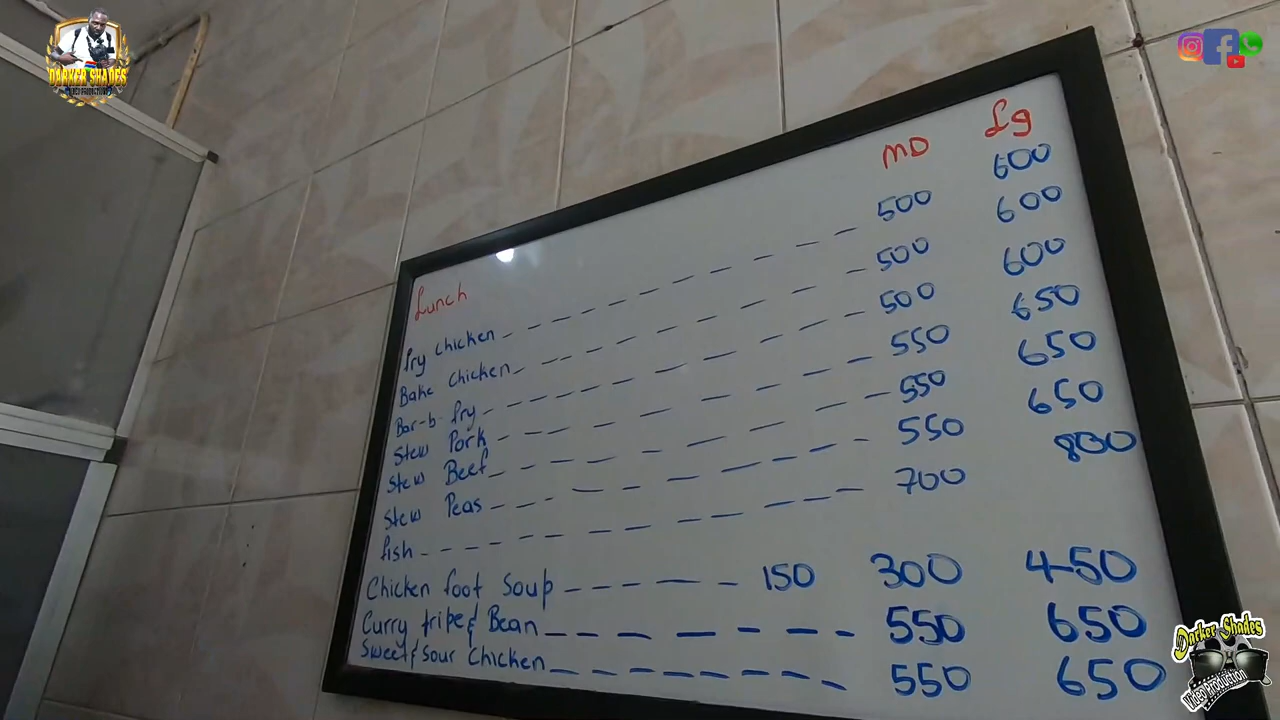 DARKER SHADES
MD Lg
Lunch
fry chicken - - - - - - - - - - - 500 600
Bake Chicken - - - - - - - - - - - 500 600
Bar-b-fry - - - - - - - - - - - 500 600
Stew Pork - - - - - - - - - - - 550 650
Stew Beef - - - - - - - - - - - 550 650
Stew Peas - - - - - - - - - - - 550 650
fish - - - - - - - - - - - 700 800
Chicken foot Soup - - - - - - 150 300 450
Curry tripe & Bean - - - - - - - 550 650
Sweet & Sour Chicken - - - - - - - - - 550 650
Darker Shades